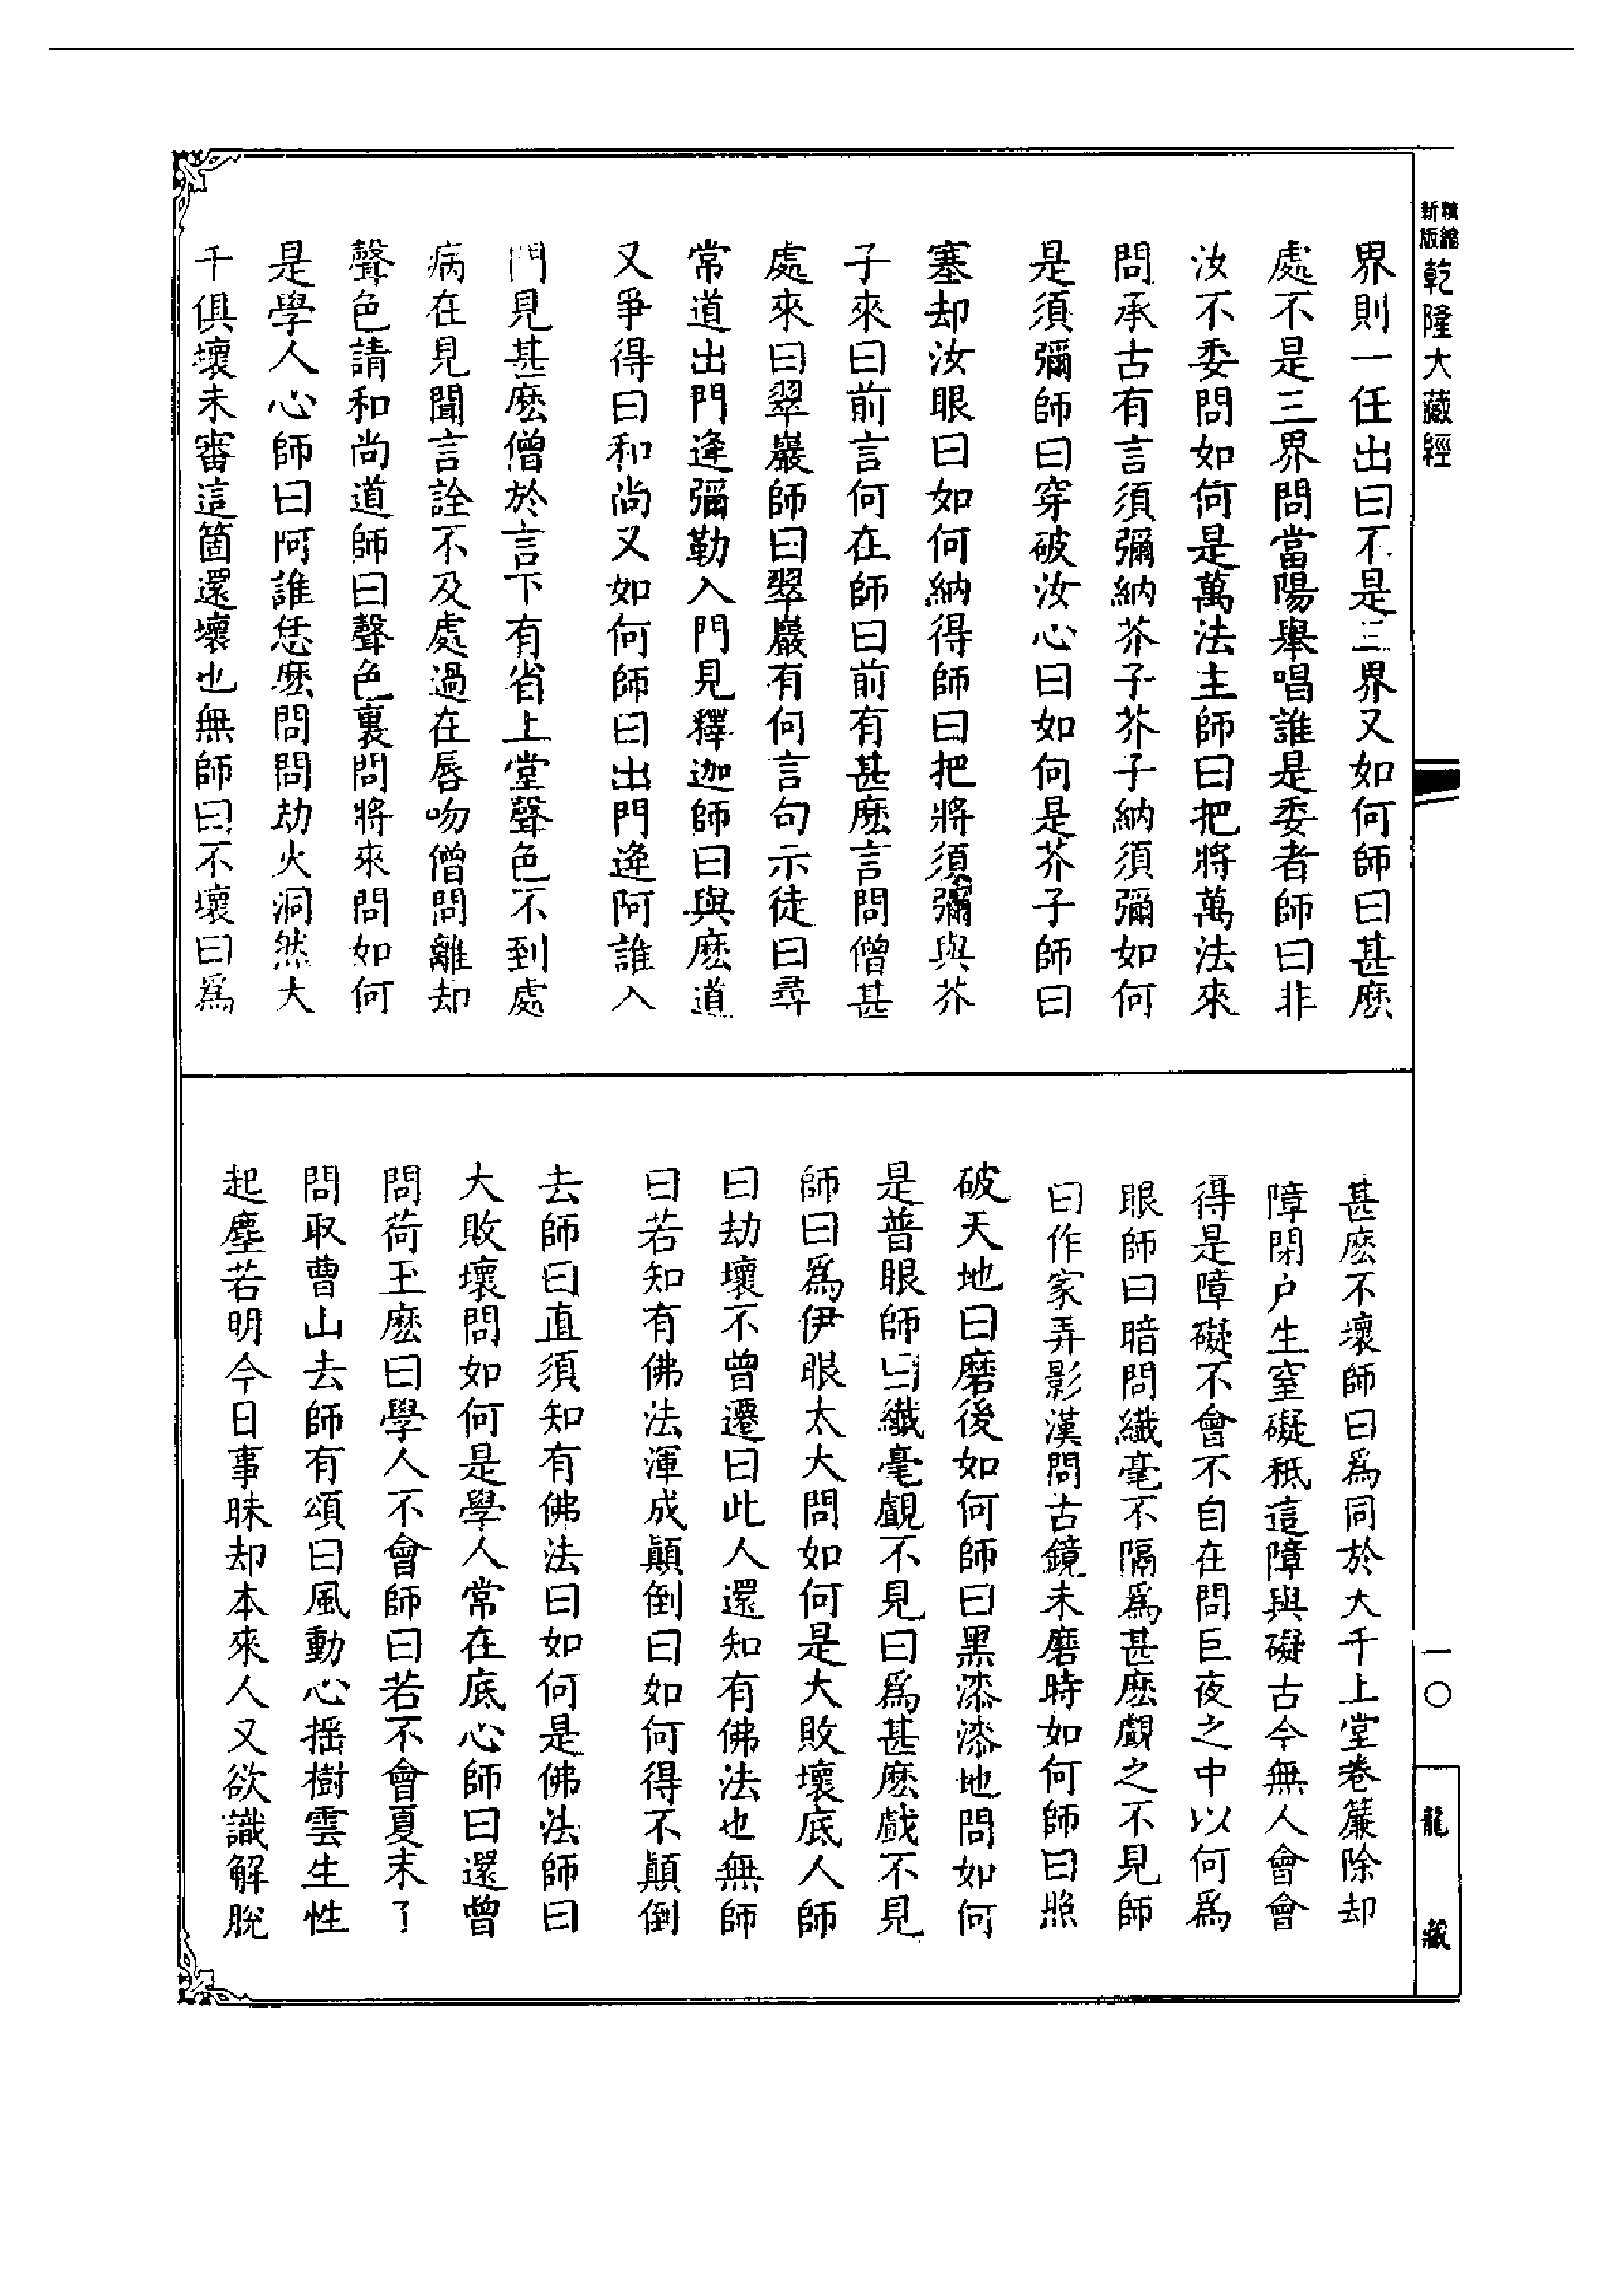 新編縮版乾隆大藏經
界則一任出曰不是三界又如何師曰甚麽
處不是三界問當陽舉唱誰是委者師曰非
汝不委問如何是萬法主師曰把將萬法來
問承古有言須彌納芥子芥子納須彌如何
是須彌師曰穿破汝心曰如何是芥子師曰
塞却汝眼曰如何納得師曰把將須彌與芥
子來曰前言何在師曰前有甚麽言問僧甚
處來曰翠巖師曰翠巖有何言句示徒曰尋
常道出門逢彌勒入門見釋迦師曰與麽道
又爭得曰和尚又如何師曰出門逢阿誰入
門見甚麽僧於言下有省上堂聲色不到處
病在見聞言詮不及處過在唇吻僧問離却
聲色請和尚道師曰聲色裏問將來問如何
是學人心師曰阿誰恁麽問問劫火洞然大
千俱壞未審這箇還壞也無師曰不壞曰爲
甚麽不壞師曰爲同於大千上堂卷簾除却
障閉户生窒礙秪這障與礙古今無人會會
得是障礙不會不自在問巨夜之中以何爲
眼師曰暗問纖毫不隔爲甚麽覷之不見師
曰作家弄影漢問古鏡未磨時如何師曰照
破天地曰磨後如何師曰黑漆漆地問如何
是普眼師曰纖毫覷不見曰爲甚麽戲不見
師曰爲伊眼太大問如何是大敗壞底人師
曰劫壞不曾遷曰此人還知有佛法也無師
曰若知有佛法渾成顛倒曰如何得不顛倒
去師曰直須知有佛法曰如何是佛法師曰
大敗壞問如何是學人常在底心師曰還曾
問荷玉麽曰學人不會師曰若不會夏末了
問取曹山去師有頌曰風動心揺樹雲生性
起塵若明今日事昧却本來人又欲識解脫
一〇
龍藏